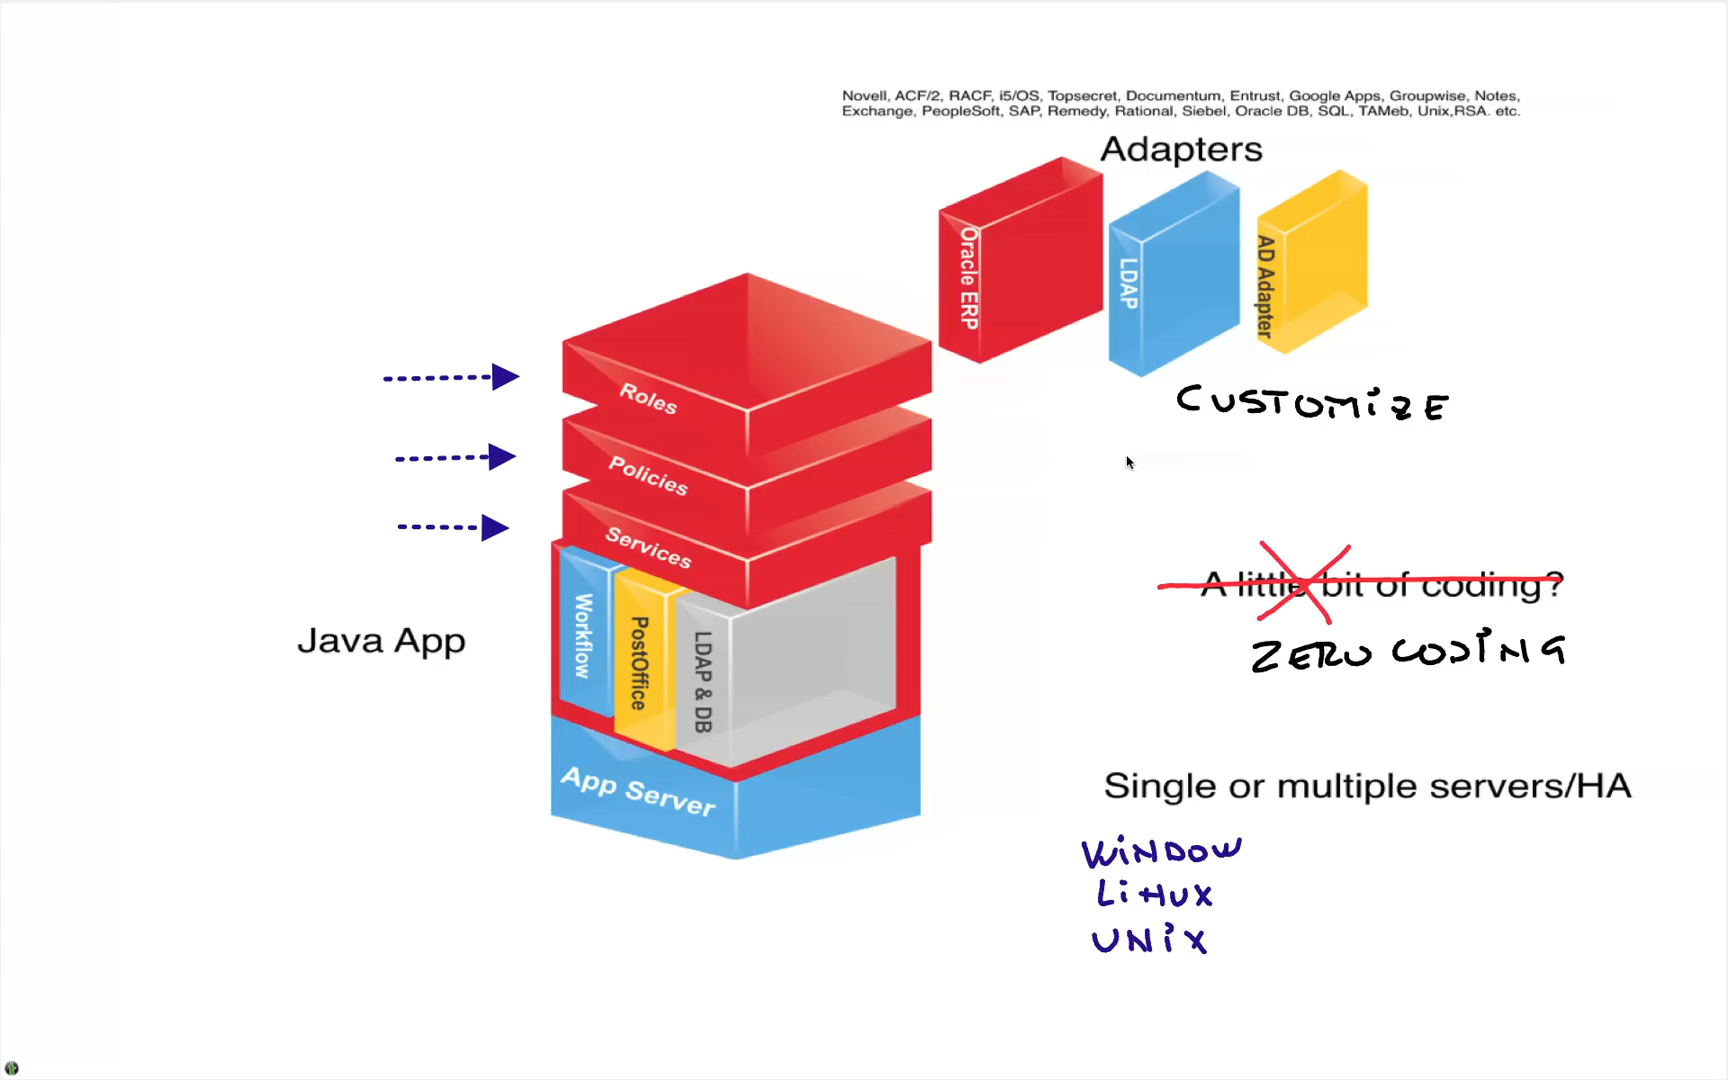 Novell, ACF/2, RACF, i5/OS, Topsecret, Documentum, Entrust, Google Apps, Groupwise, Notes,
Exchange, PeopleSoft, SAP, Remedy, Rational, Siebel, Oracle DB, SQL, TAMeb, Unix,RSA. etc.
Adapters
Oracle ERP
LDAP
AD Adapter
CUSTOMiZE
Roles
Policies
Services
Workflow
PostOffice
LDAP & DB
App Server
Java App
A little bit of coding?
ZERO CODiNG
Single or multiple servers/HA
WiNDOW
LiNUX
UNiX